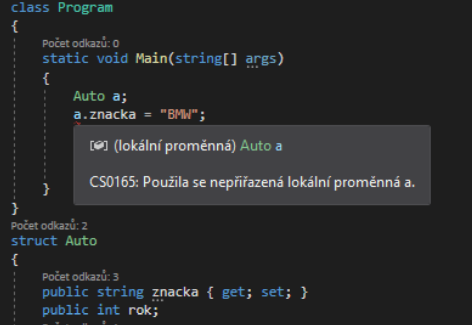 class Program
{
Počet odkazů: 0
static void Main(string[] args)
{
Auto a;
a.znacka = "BMW";
(lokální proměnná) Auto a
CS0165: Použila se nepřiřazená lokální proměnná a.
}
}
Počet odkazů: 2
struct Auto
{
Počet odkazů: 3
public string znacka { get; set; }
public int rok;